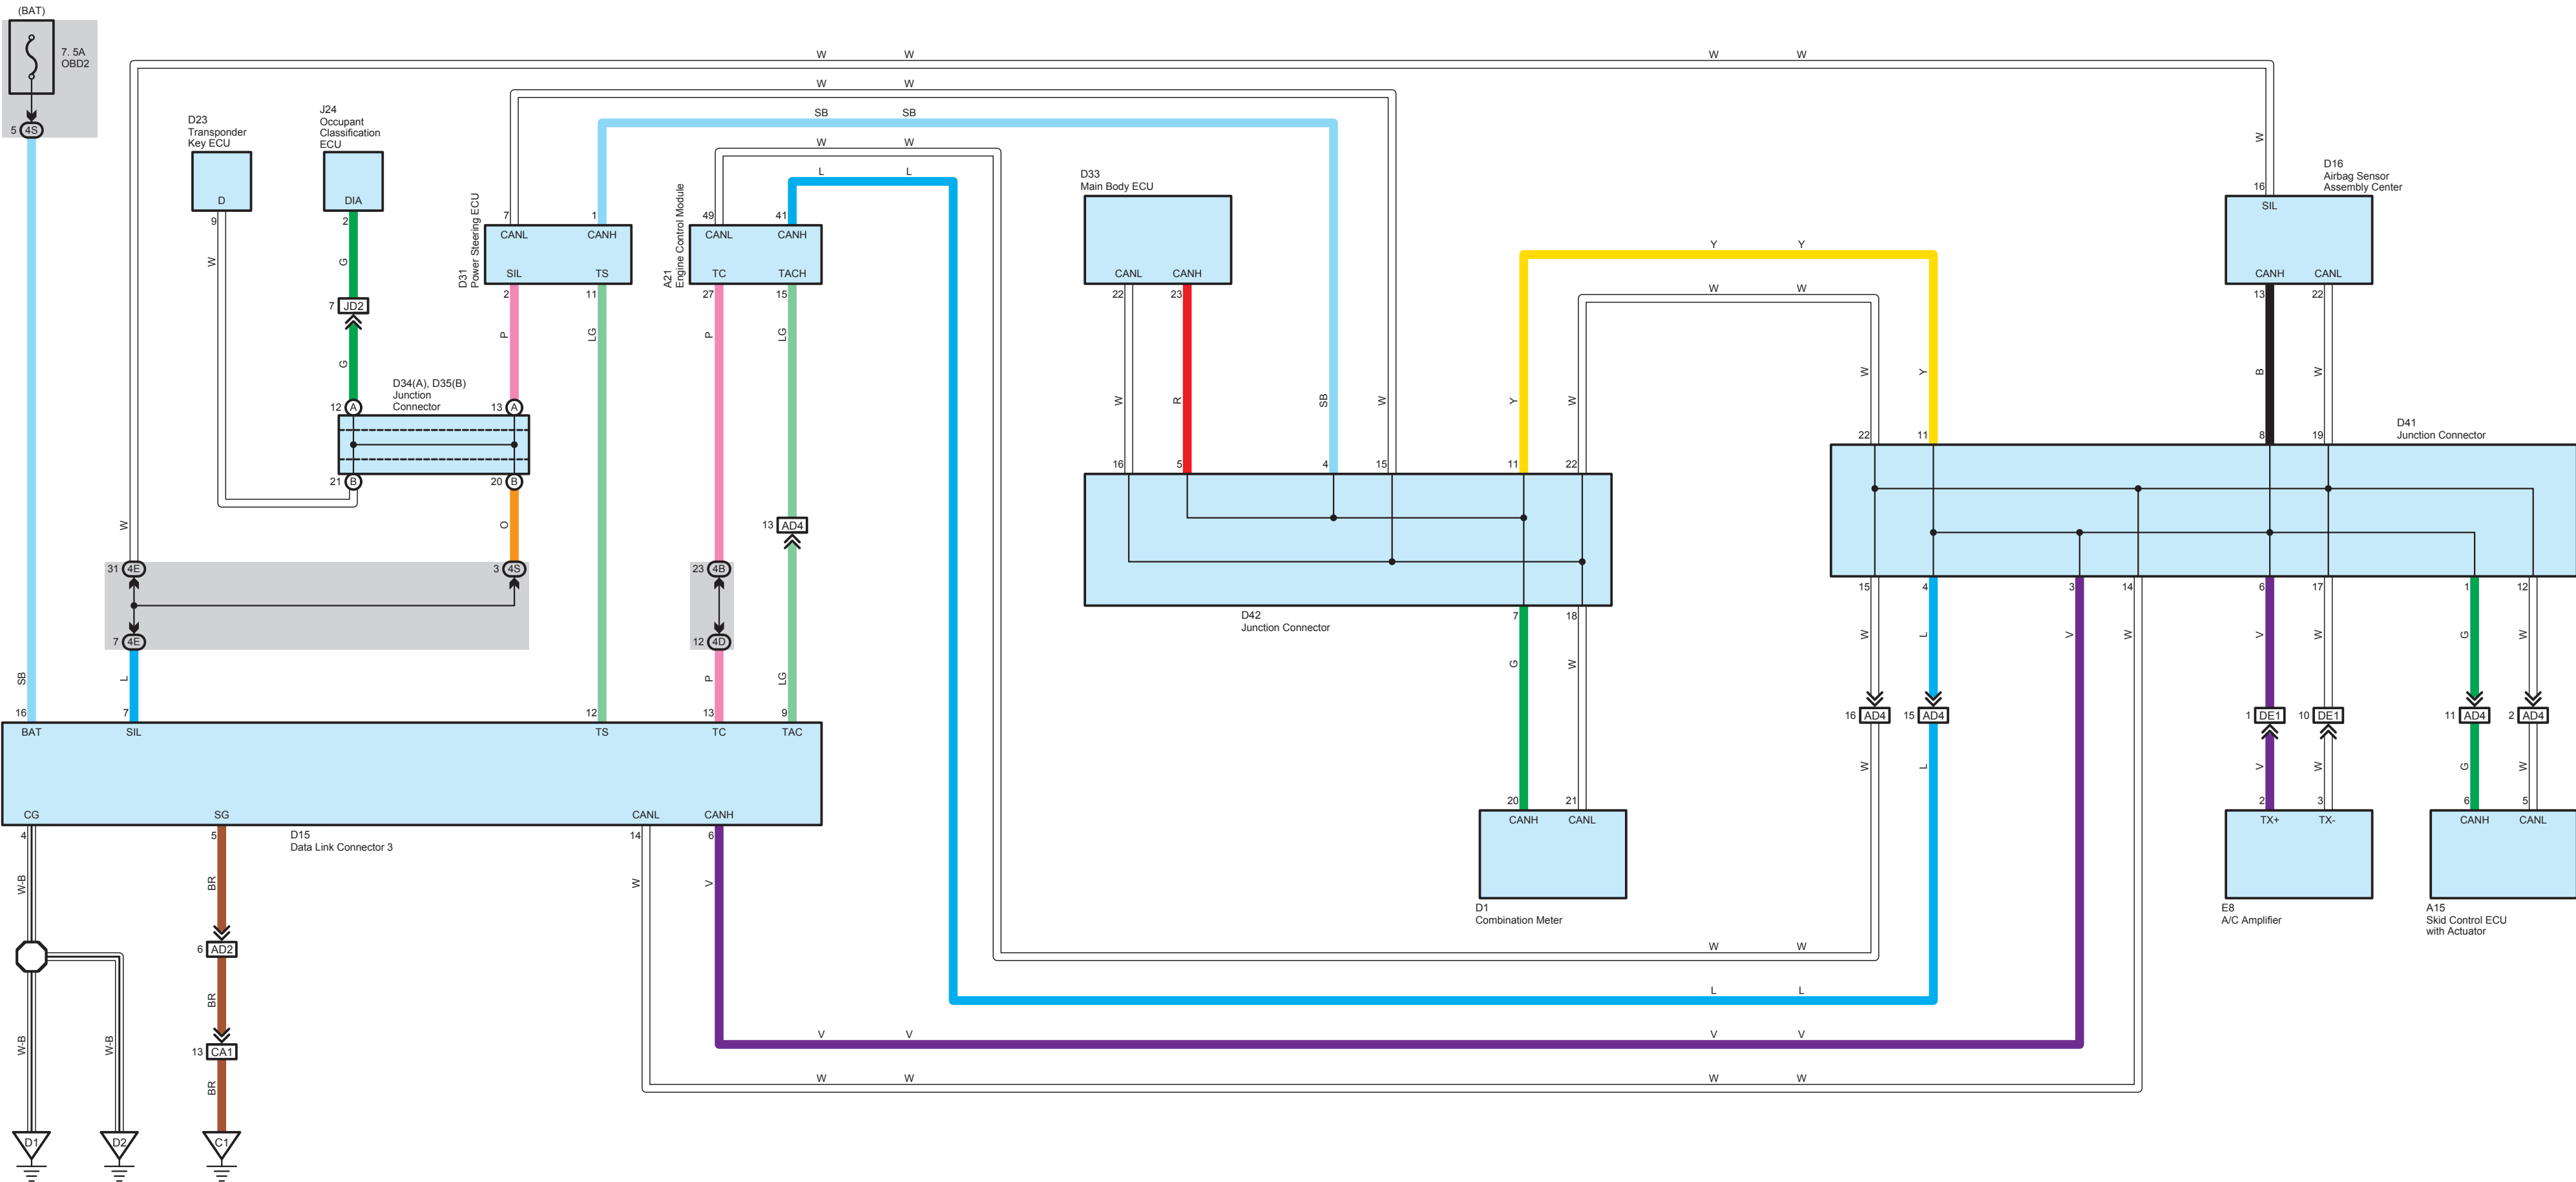 (BAT)
7. 5A
OBD2
5 4S
W W W W
W W
SB SB
W W
L L
D23
Transponder
Key ECU
D
9
W
J24
Occupant
Classification
ECU
DIA
2
G
7 JD2
G
D31
Power Steering ECU
7 1
CANL CANH
SIL TS
2 11
P LG
A21
Engine Control Module
49 41
CANL CANH
TC TACH
27 15
P LG
D33
Main Body ECU
CANL CANH
22 23
W R SB W
Y Y
W W
Y W
W Y
W
D16
Airbag Sensor
Assembly Center
16
SIL
CANH CANL
13 22
B W
D34(A), D35(B)
Junction
Connector
12 A 13 A
21 B 20 B
O
W
31 4E 3 4S
7 4E
23 4B
12 4D
13 AD4
16 5 4 15 11 22
D42
Junction Connector
7 18
G W
22 11 8 19
D41
Junction Connector
15 4 3 14 6 17 1 12
W L V W V W G W
16 AD4 15 AD4 1 DE1 10 DE1 11 AD4 2 AD4
W L V W G W
SB L P LG
16 7 12 13 9
BAT SIL TS TC TAC
CG SG CANL CANH
4 5 14 6
D15
Data Link Connector 3
20 21
CANH CANL
D1
Combination Meter
2 3
TX+ TX-
E8
A/C Amplifier
6 5
CANH CANL
A15
Skid Control ECU
with Actuator
W-B BR W V
6 AD2
W W
L L
W-B W-B BR
13 CA1
V V V V
BR
W W W W
D1 D2 C1